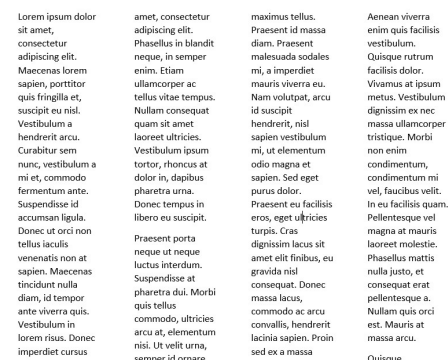 Lorem ipsum dolor
sit amet,
consectetur
adipiscing elit.
Maecenas lorem
sapien, porttitor
quis fringilla et,
suscipit eu nisl.
Vestibulum a
hendrerit arcu.
Curabitur sem
nunc, vestibulum a
mi et, commodo
fermentum ante.
Suspendisse id
accumsan ligula.
Donec ut orci non
tellus iaculis
venenatis non at
sapien. Maecenas
tincidunt nulla
diam, id tempor
ante viverra quis.
Vestibulum in
lorem risus. Donec
imperdiet cursus
amet, consectetur
adipiscing elit.
Phasellus in blandit
neque, in semper
enim. Etiam
ullamcorper ac
tellus vitae tempus.
Nullam consequat
quam sit amet
laoreet ultricies.
Vestibulum ipsum
tortor, rhoncus at
dolor in, dapibus
pharetra urna.
Donec tempus in
libero eu suscipit.
Praesent porta
neque ut neque
luctus interdum.
Suspendisse at
pharetra dui. Morbi
quis tellus
commodo, ultricies
arcu at, elementum
nisi. Ut velit urna,
semper id ornare
maximus tellus.
Praesent id massa
diam. Praesent
malesuada sodales
mi, a imperdiet
mauris viverra eu.
Nam volutpat, arcu
id suscipit
hendrerit, nisl
sapien vestibulum
mi, ut elementum
odio magna et
sapien. Sed eget
purus dolor.
Praesent eu facilisis
eros, eget ultricies
turpis. Cras
dignissim lacus sit
amet elit finibus, eu
gravida nisl
consequat. Donec
massa lacus,
commodo ac arcu
convallis, hendrerit
lacinia sapien. Proin
sed ex a massa
Aenean viverra
enim quis facilisis
vestibulum.
Quisque rutrum
facilisis dolor.
Vivamus at ipsum
metus. Vestibulum
dignissim ex nec
massa ullamcorper
tristique. Morbi
non enim
condimentum,
condimentum mi
vel, faucibus velit.
In eu facilisis quam.
Pellentesque vel
magna at mauris
laoreet molestie.
Phasellus mattis
nulla justo, et
consequat erat
pellentesque a.
Nullam quis orci
est. Mauris at
massa arcu.
Quisque